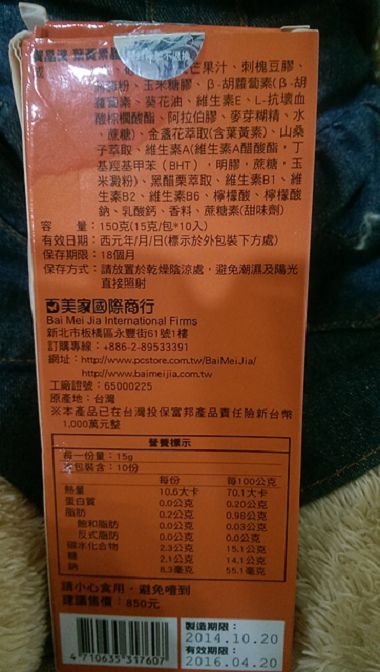 葉黃素晶
芒果汁、刺槐豆膠、
玉米糖膠、β-胡蘿蔔素(β-胡
蘿蔔素、葵花油、維生素E、L-抗壞血
酸棕櫚酸酯、阿拉伯膠、麥芽糊精、水
、蔗糖)、金盞花萃取(含葉黃素)、山桑
子萃取、維生素A(維生素A醋酸酯，丁
基羥基甲苯（BHT），明膠，蔗糖，玉
米澱粉)、黑醋栗萃取、維生素B1、維
生素B2、維生素B6、檸檬酸、檸檬酸
鈉、乳酸鈣、香料、蔗糖素(甜味劑)
容　　量：150克(15克/包*10入)
有效日期：西元年/月/日(標示於外包裝下方處)
保存期限：18個月
保存方式：請放置於乾燥陰涼處，避免潮濕及陽光
直接照射
美家國際商行
Bai Mei Jia International Firms
新北市板橋區永豐街61號1樓
訂購專線：+886-2-89533391
網址：http://www.pcstore.com.tw/BaiMeiJia/
http://www.baimeijia.com.tw/
工廠證號：65000225
原產地：台灣
※本產品已在台灣投保富邦產品責任險新台幣
1,000萬元整
營養標示
每一份量：15g
本包裝含：10份
每份 每100公克
熱量 10.6大卡 70.1大卡
蛋白質 0.0公克 0.20公克
脂肪 0.2公克 0.98公克
飽和脂肪 0.0公克 0.03公克
反式脂肪 0.0公克 0.0公克
碳水化合物 2.3公克 15.1公克
糖 2.1公克 14.1公克
鈉 8.3毫克 55.1毫克
請小心食用，避免噎到
建議售價：850元
製造期限：
2014.10.20
有效期限：
2016.04.20
4 710635 317607